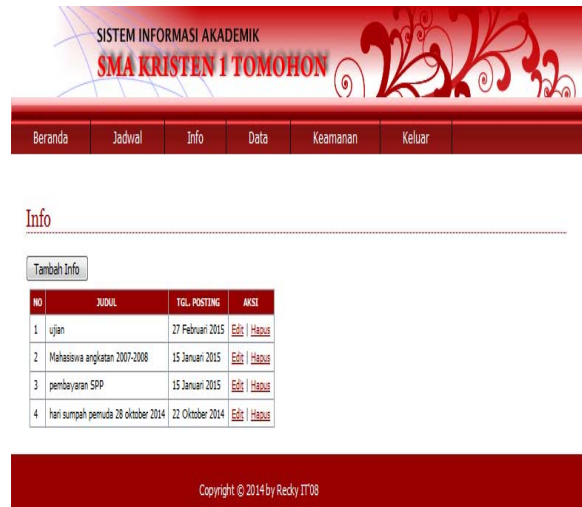 SISTEM INFORMASI AKADEMIK
SMA KRISTEN 1 TOMOHON
Beranda Jadwal Info Data Keamanan Keluar
Info
Tambah Info
NO JUDUL TGL. POSTING AKSI
1 ujian 27 Februari 2015 Edit | Hapus
2 Mahasiswa angkatan 2007-2008 15 Januari 2015 Edit | Hapus
3 pembayaran SPP 15 Januari 2015 Edit | Hapus
4 hari sumpah pemuda 28 oktober 2014 22 Oktober 2014 Edit | Hapus
Copyright © 2014 by Recky IT'08